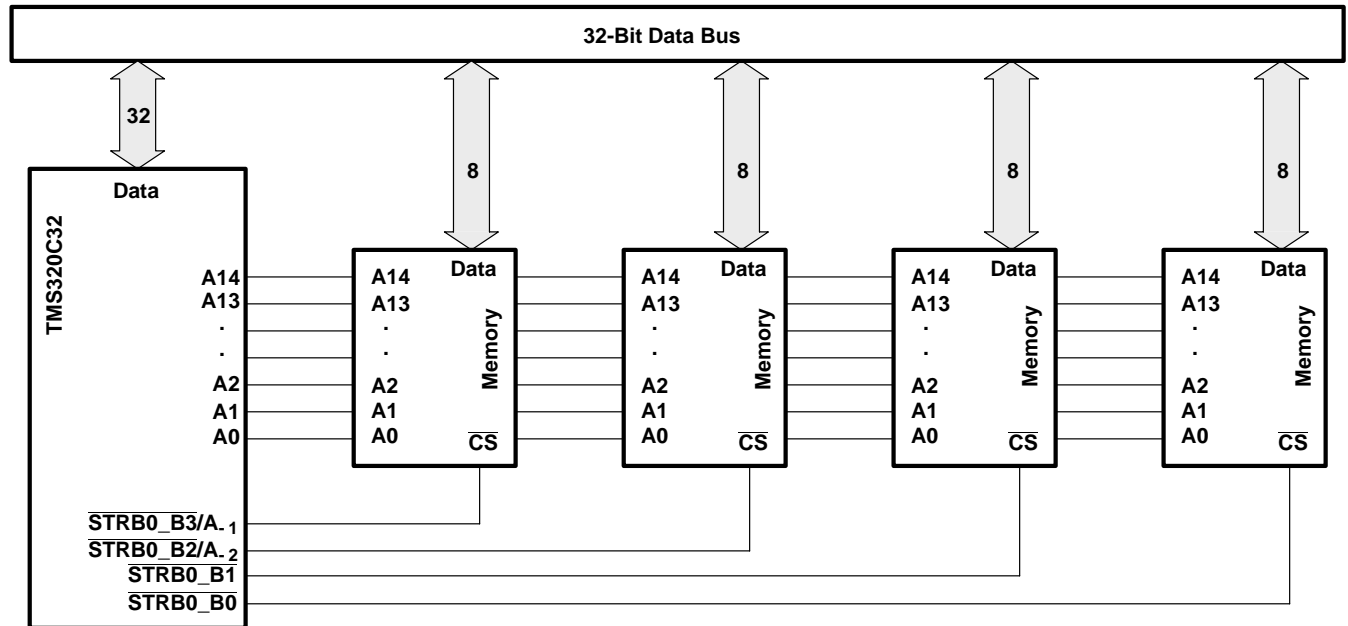 32-Bit Data Bus
32
8
8
8
8
Data
TMS320C32
A14
A13
.
.
A2
A1
A0
STRB0_B3/A-1
STRB0_B2/A-2
STRB0_B1
STRB0_B0
Data
A14
A13
.
.
A2
A1
A0
Memory
CS
Data
A14
A13
.
.
A2
A1
A0
Memory
CS
Data
A14
A13
.
.
A2
A1
A0
Memory
CS
Data
A14
A13
.
.
A2
A1
A0
Memory
CS